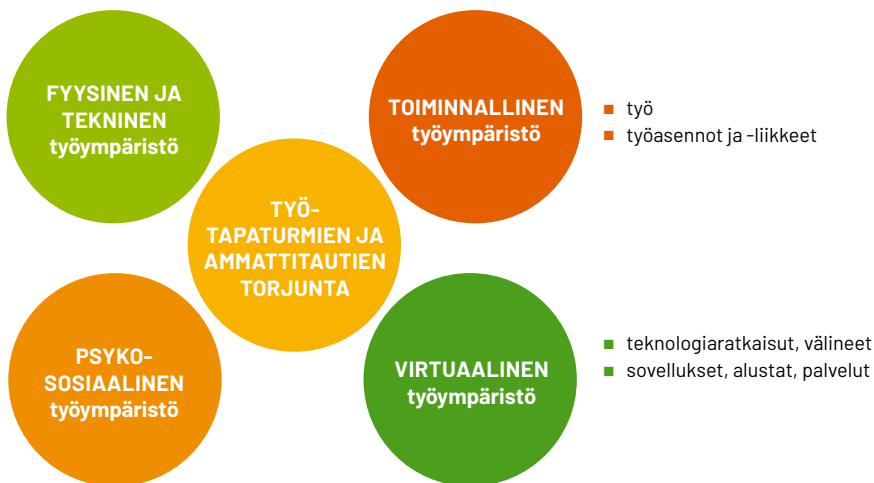 FYYSINEN JA
TEKNINEN
työympäristö
TOIMINNALLINEN
työympäristö
työ
työasennot ja -liikkeet
TYÖ-
TAPATURMIEN JA
AMMATTITAUTIEN
TORJUNTA
PSYKO-
SOSIAALINEN
työympäristö
VIRTUAALINEN
työympäristö
teknologiaratkaisut, välineet
sovellukset, alustat, palvelut